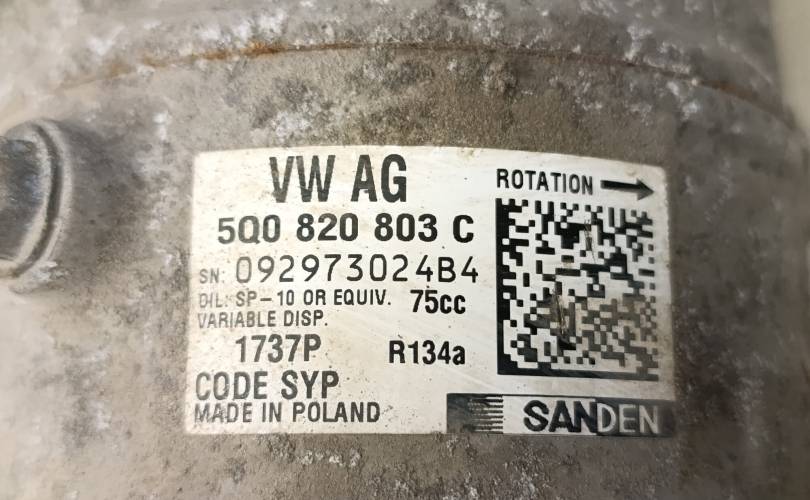 VW AG
ROTATION
5Q0 820 803 C
SN: 092973024B4
OIL: SP-10 OR EQUIV. 75cc
VARIABLE DISP.
1737P R134a
CODE SYP
MADE IN POLAND
SANDEN